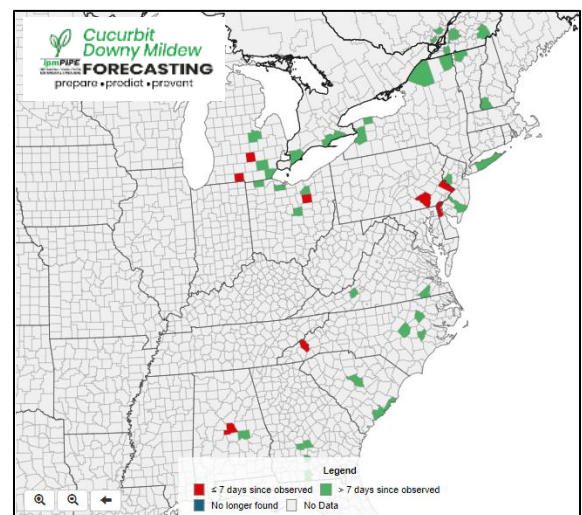 Cucurbit
Downy Mildew
ipmPIPE
FORECASTING
prepare • predict • prevent
Legend
≤ 7 days since observed
> 7 days since observed
No longer found
No Data